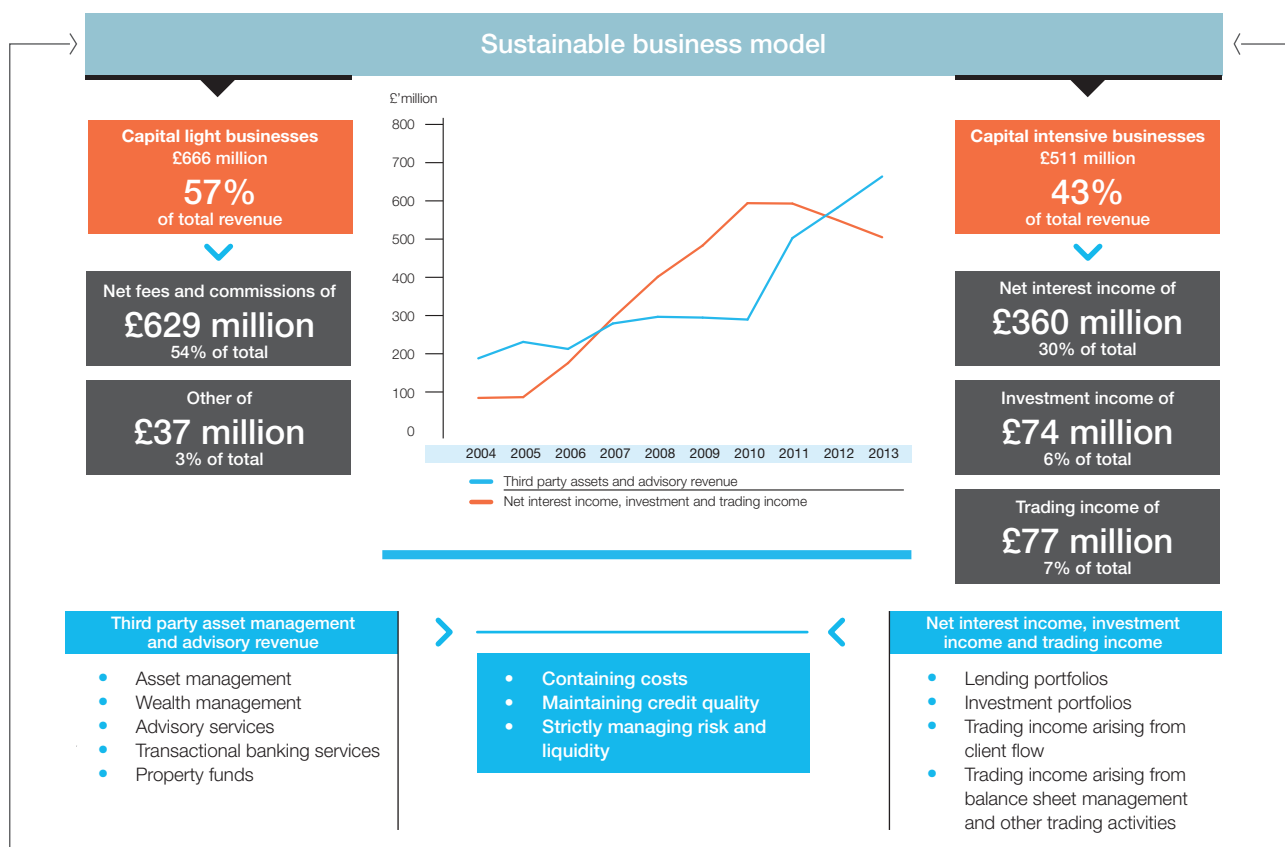 Sustainable business model
Capital light businesses
£666 million
57%
of total revenue
Net fees and commissions of
£629 million
54% of total
Other of
£37 million
3% of total
£’million
800
700
600
500
400
300
200
100
0
2004 2005 2006 2007 2008 2009 2010 2011 2012 2013
Third party assets and advisory revenue
Net interest income, investment and trading income
Capital intensive businesses
£511 million
43%
of total revenue
Net interest income of
£360 million
30% of total
Investment income of
£74 million
6% of total
Trading income of
£77 million
7% of total
Third party asset management
and advisory revenue
• Asset management
• Wealth management
• Advisory services
• Transactional banking services
• Property funds
• Containing costs
• Maintaining credit quality
• Strictly managing risk and
liquidity
Net interest income, investment
income and trading income
• Lending portfolios
• Investment portfolios
• Trading income arising from
client flow
• Trading income arising from
balance sheet management
and other trading activities